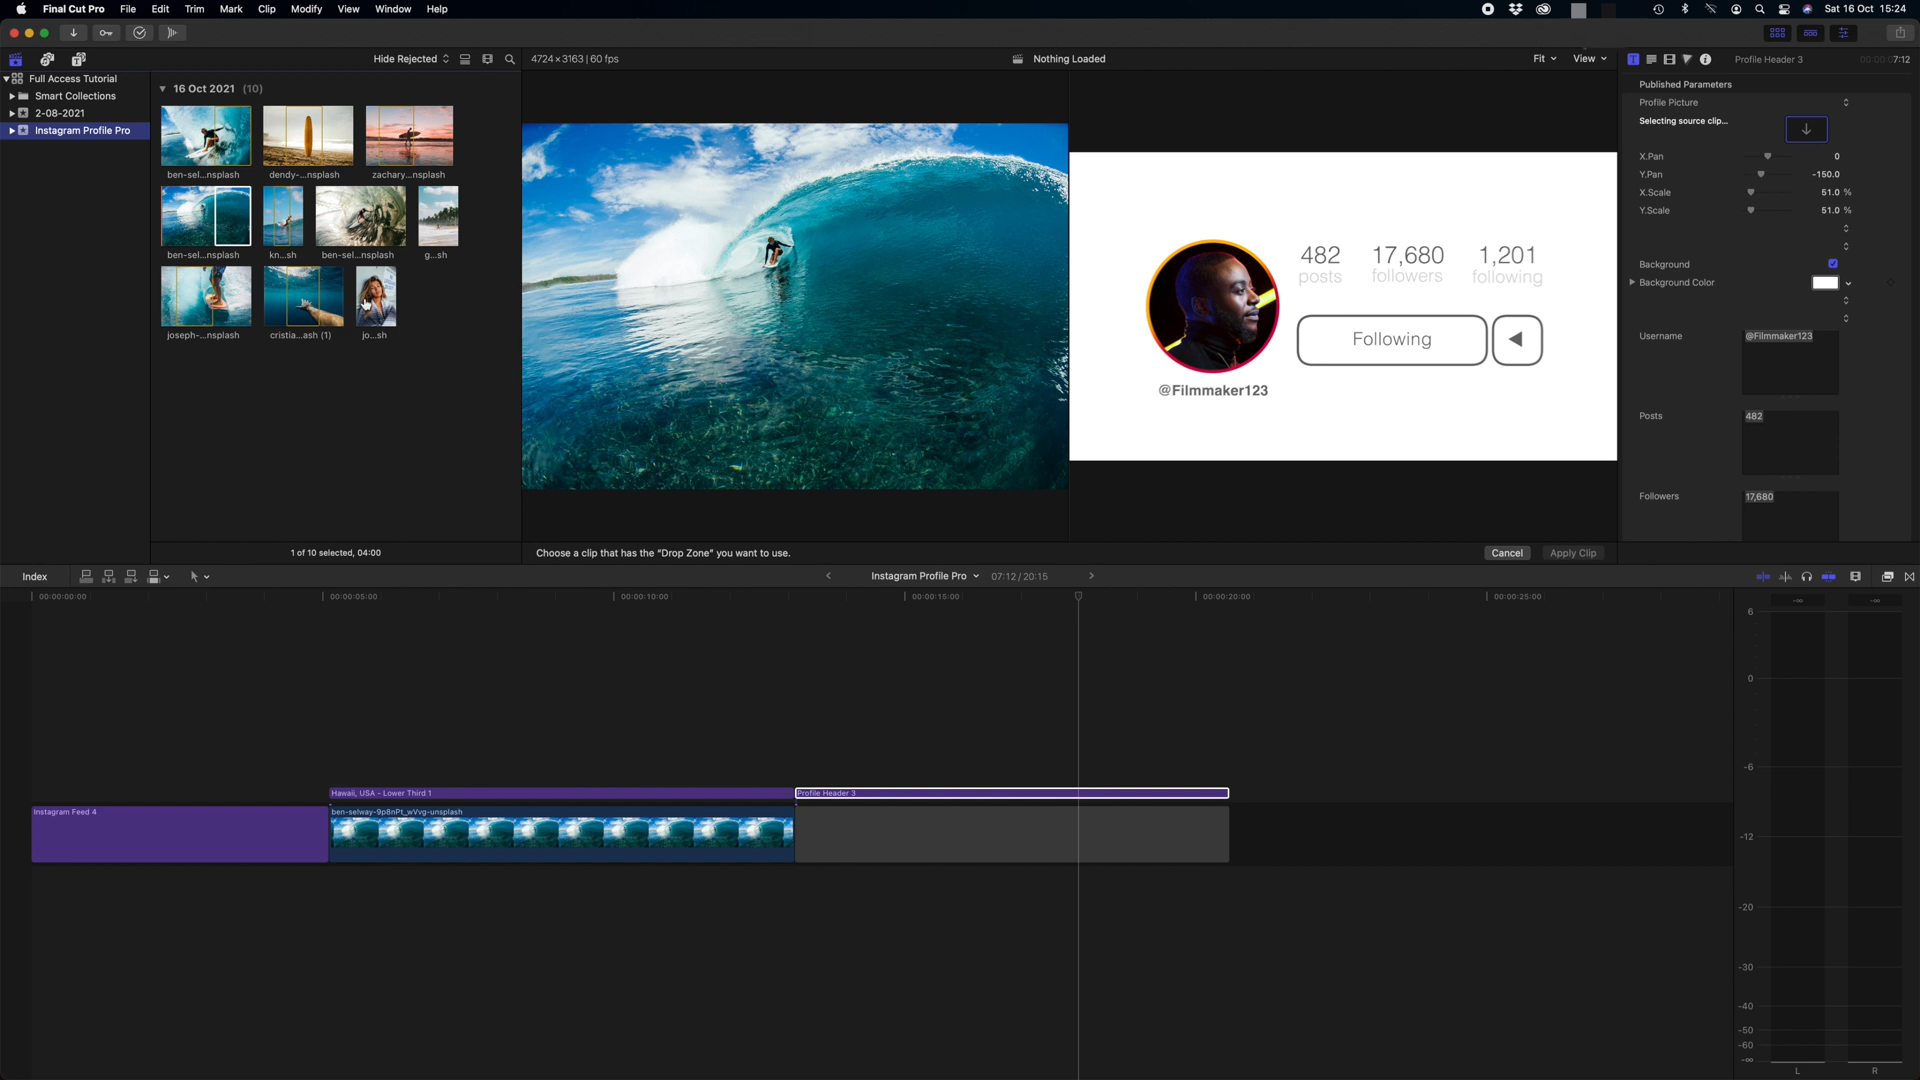 Final Cut Pro File Edit Trim Mark Clip Modify View Window Help
Sat 16 Oct 15:24
Hide Rejected
4724×3163 | 60 fps
Nothing Loaded
Fit
View
Profile Header 3
7:12
Full Access Tutorial
Smart Collections
2-08-2021
Instagram Profile Pro
16 Oct 2021 (10)
ben-sel...nsplash
dendy-...nsplash
zachary...nsplash
ben-sel...nsplash
kn...sh
ben-sel...nsplash
g...sh
joseph-...nsplash
cristia...ash (1)
jo...sh
1 of 10 selected, 04:00
482
posts
17,680
followers
1,201
following
Following
@Filmmaker123
Choose a clip that has the "Drop Zone" you want to use.
Cancel
Apply Clip
Published Parameters
Profile Picture
Selecting source clip...
X.Pan 0
Y.Pan -150.0
X.Scale 51.0 %
Y.Scale 51.0 %
Background
Background Color
Username @Filmmaker123
Posts 482
Followers 17,680
Index
Instagram Profile Pro
07:12 / 20:15
00:00:00:00
00:00:05:00
00:00:10:00
00:00:15:00
00:00:20:00
00:00:25:00
Hawaii, USA - Lower Third 1
Profile Header 3
Instagram Feed 4
ben-selway-9p8nPt_wVvg-unsplash
-∞
-∞
6
0
-6
-12
-20
-30
-40
-50
-60
-∞
L
R